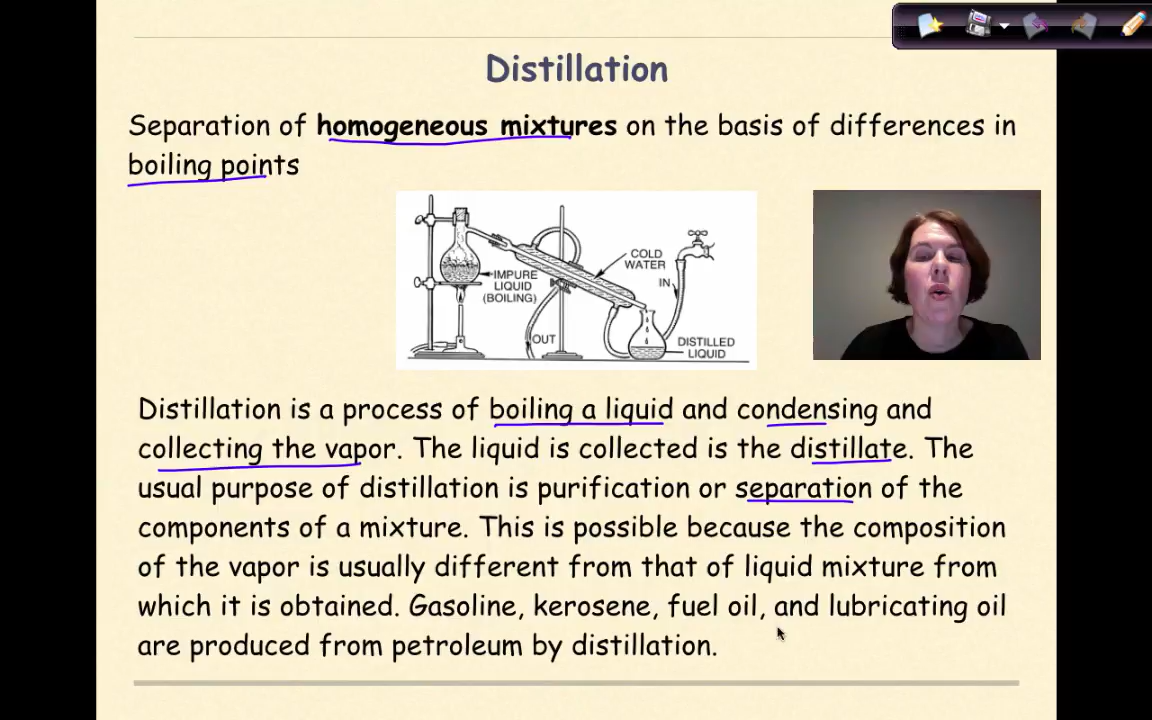 Distillation
Separation of homogeneous mixtures on the basis of differences in
boiling points
IMPURE
LIQUID
(BOILING)
COLD
WATER
IN
OUT
DISTILLED
LIQUID
Distillation is a process of boiling a liquid and condensing and
collecting the vapor. The liquid is collected is the distillate. The
usual purpose of distillation is purification or separation of the
components of a mixture. This is possible because the composition
of the vapor is usually different from that of liquid mixture from
which it is obtained. Gasoline, kerosene, fuel oil, and lubricating oil
are produced from petroleum by distillation.